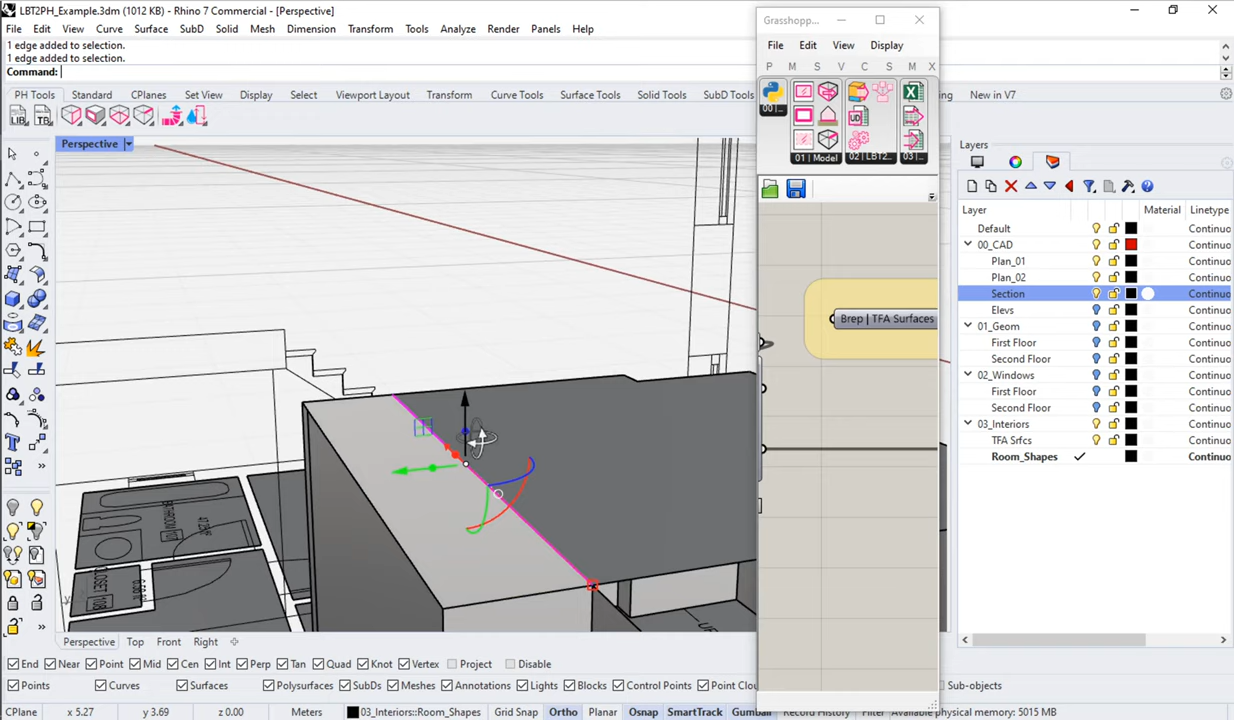 LBT2PH_Example.3dm (1012 KB) - Rhino 7 Commercial - [Perspective]
File Edit View Curve Surface SubD Solid Mesh Dimension Transform Tools Analyze Render Panels Help
1 edge added to selection.
1 edge added to selection.
Command:
PH Tools Standard CPlanes Set View Display Select Viewport Layout Transform Curve Tools Surface Tools Solid Tools SubD Tools New in V7
LIB TB
Perspective
Grasshopp...
File Edit View Display
P M S V C S M X
01 | Model 02 | LBT2... 03 |
Brep | TFA Surfaces
Layers
Layer Material Linetype
Default Continuo
00_CAD Continuo
Plan_01 Continuo
Plan_02 Continuo
Section Continuo
Elevs Continuo
01_Geom Continuo
First Floor Continuo
Second Floor Continuo
02_Windows Continuo
First Floor Continuo
Second Floor Continuo
03_Interiors Continuo
TFA Srfcs Continuo
Room_Shapes Continuo
Perspective Top Front Right
End Near Point Mid Cen Int Perp Tan Quad Knot Vertex Project Disable
Points Curves Surfaces Polysurfaces SubDs Meshes Annotations Lights Blocks Control Points Point Clou Sub-objects
CPlane x 5.27 y 3.69 z 0.00 Meters 03_Interiors::Room_Shapes Grid Snap Ortho Planar Osnap SmartTrack Gumball Record History Filter Available physical memory: 5015 MB